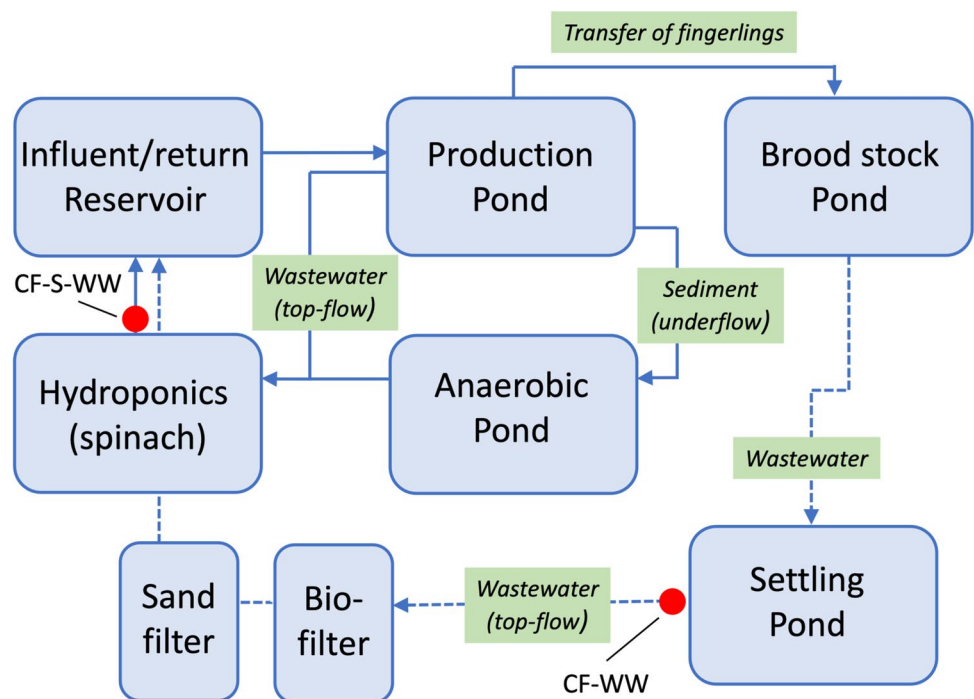 Transfer of fingerlings
Influent/return
Reservoir
Production
Pond
Brood stock
Pond
CF-S-WW
Wastewater
(top-flow)
Sediment
(underflow)
Hydroponics
(spinach)
Anaerobic
Pond
Wastewater
Sand
filter
Bio-
filter
Wastewater
(top-flow)
Settling
Pond
CF-WW